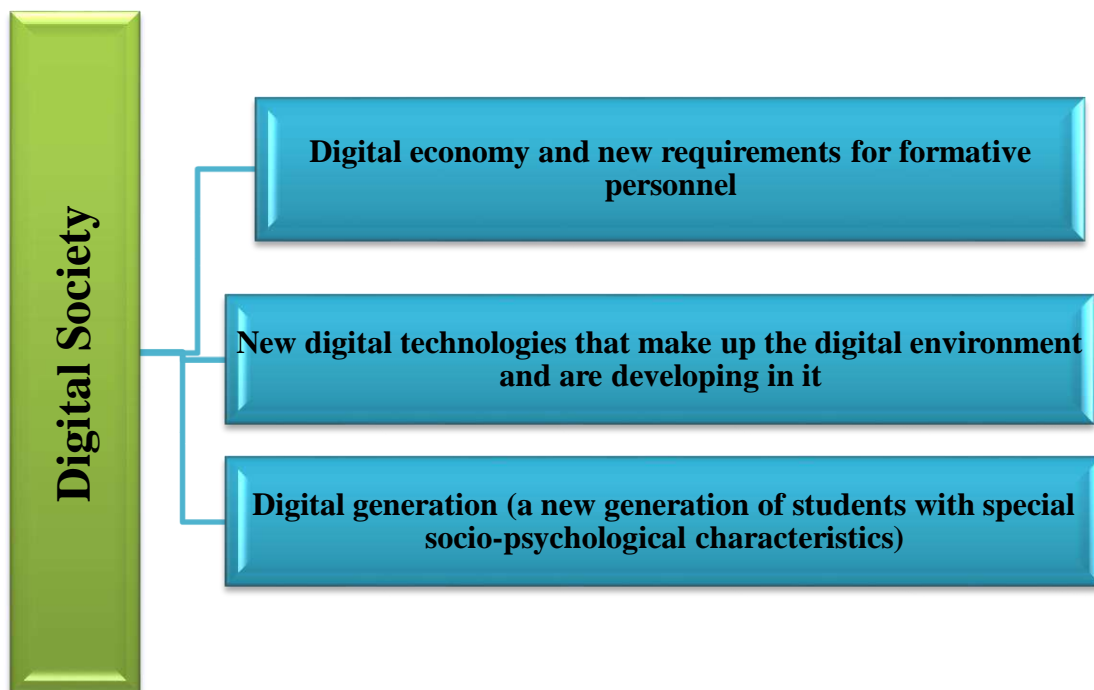 Digital Society
Digital economy and new requirements for formative
personnel
New digital technologies that make up the digital environment
and are developing in it
Digital generation (a new generation of students with special
socio-psychological characteristics)